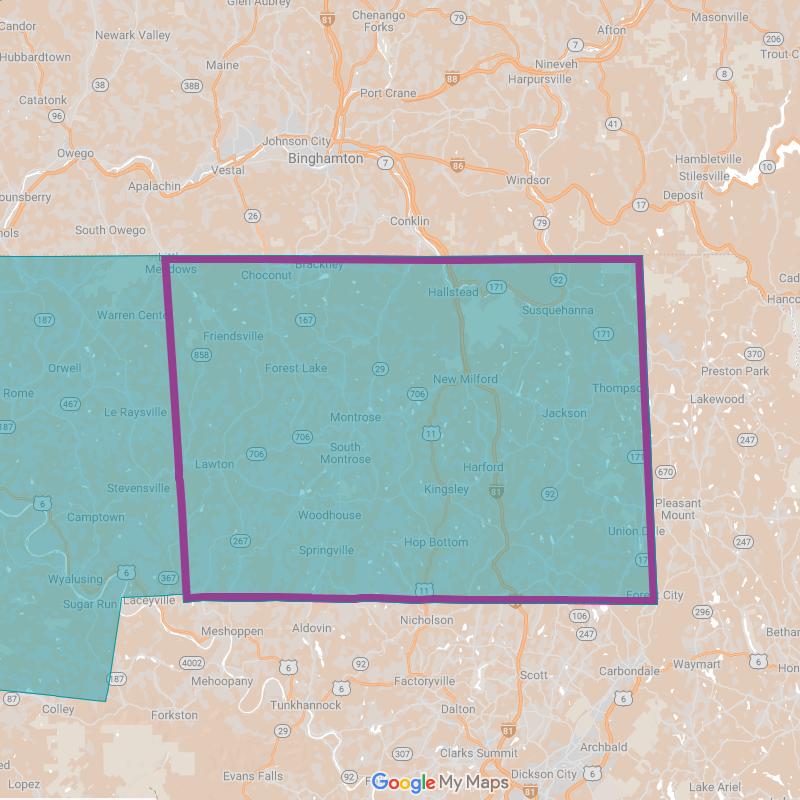 Candor
Glen Aubrey
81
Chenango
Forks
79
Masonville
Newark Valley
7
Afton
206
Hubbardtown
Maine
Nineveh
Trout C
38
38B
88
Harpursville
8
Catatonk
Port Crane
96
41
Johnson City
Owego
Binghamton
7
86
Hambletville
Stilesville
10
Vestal
Windsor
Apalachin
Deposit
ounsberry
26
17
Conklin
79
South Owego
nols
Meadows
Brackney
Choconut
92
Cad
171
Hallstead
Hanco
Susquehanna
187
Warren Cente
167
Friendsville
171
858
370
Orwell
Forest Lake
29
Preston Park
New Milford
Rome
706
Thompso
Lakewood
467
Le Raysville
Montrose
Jackson
187
706
11
247
706
South
Montrose
171
Lawton
Harford
670
Stevensville
Kingsley
81
92
6
Pleasant
Mount
Camptown
Woodhouse
Union Dale
267
Hop Bottom
247
Springville
6
367
17
Wyalusing
11
Sugar Run
Laceyville
Forest City
106
296
Nicholson
Aldovin
247
Meshoppen
Bethan
4002
92
Waymart
6
6
Hon
Carbondale
187
Mehoopany
Scott
6
Factoryville
87
Tunkhannock
6
Colley
Dalton
Forkston
29
81
Archbald
307
Clarks Summit
ed
Evans Falls
92
Dickson City
6
Lopez
Google My Maps
Lake Ariel
81